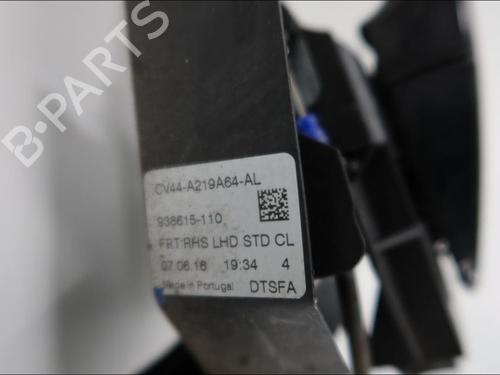 B-PARTS
CV44-A219A64-AL
936615-110
FRT RHS LHD STD CL
07.06.16 19:34 4
Made in Portugal DTSFA